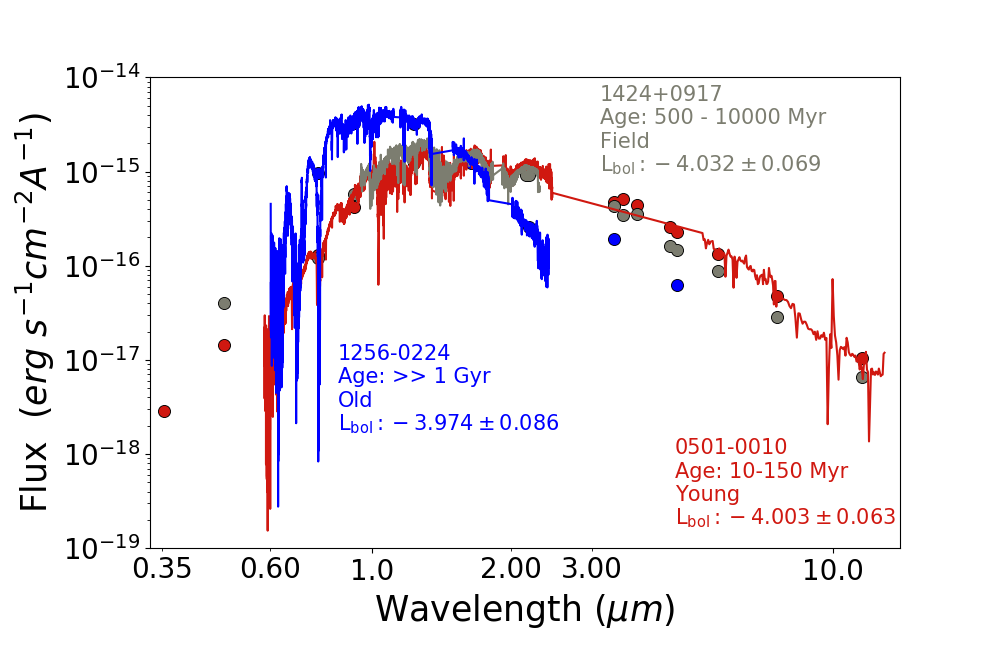 10⁻¹⁴
10⁻¹⁵
10⁻¹⁶
10⁻¹⁷
10⁻¹⁸
10⁻¹⁹
Flux (erg s⁻¹cm⁻²A⁻¹)
1424+0917
Age: 500 - 10000 Myr
Field
L_bol : − 4.032 ± 0.069
1256-0224
Age: >> 1 Gyr
Old
L_bol : − 3.974 ± 0.086
0501-0010
Age: 10-150 Myr
Young
L_bol : − 4.003 ± 0.063
0.35 0.60 1.0 2.00 3.00 10.0
Wavelength (μm)